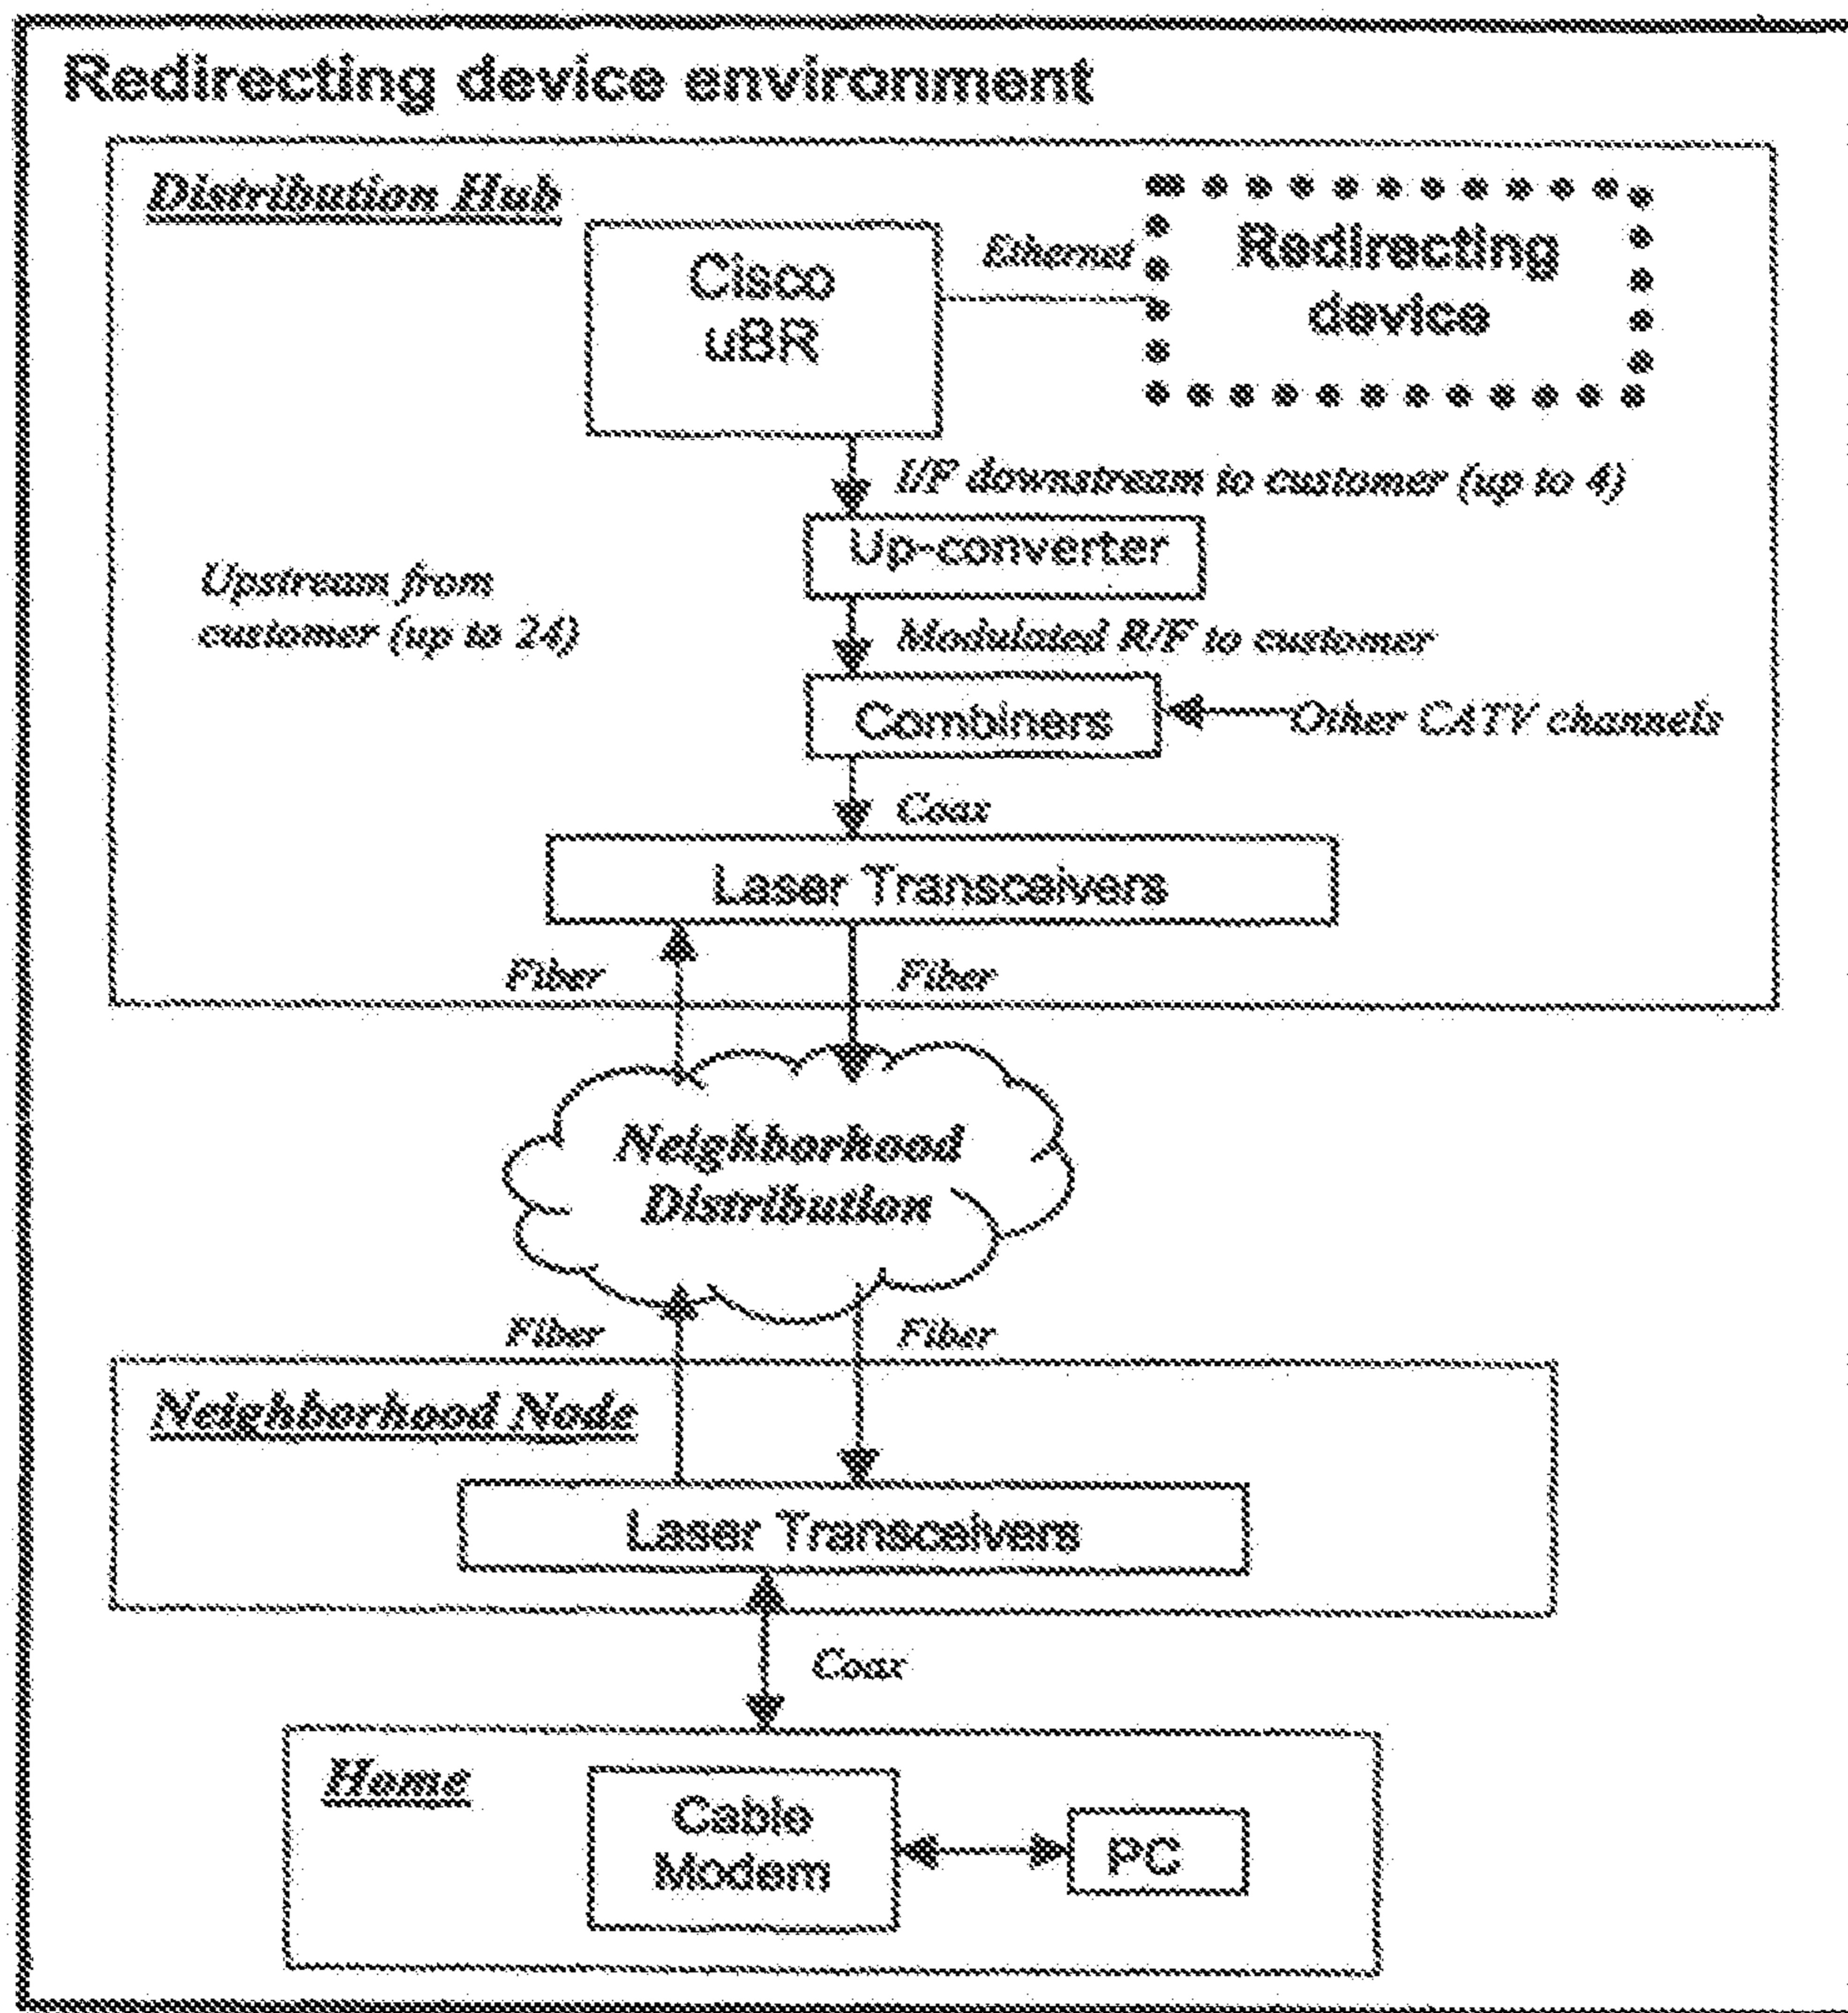 Redirecting device environment
Distribution Hub
Cisco
uBR
Ethernet
Redirecting
device
I/F downstream to customer (up to 4)
Up-converter
Upstream from
customer (up to 24)
Modulated R/F to customer
Combiners
Other CATV channels
Coax
Laser Transceivers
Fiber
Fiber
Neighborhood
Distribution
Fiber
Fiber
Neighborhood Node
Laser Transceivers
Coax
Home
Cable
Modem
PC